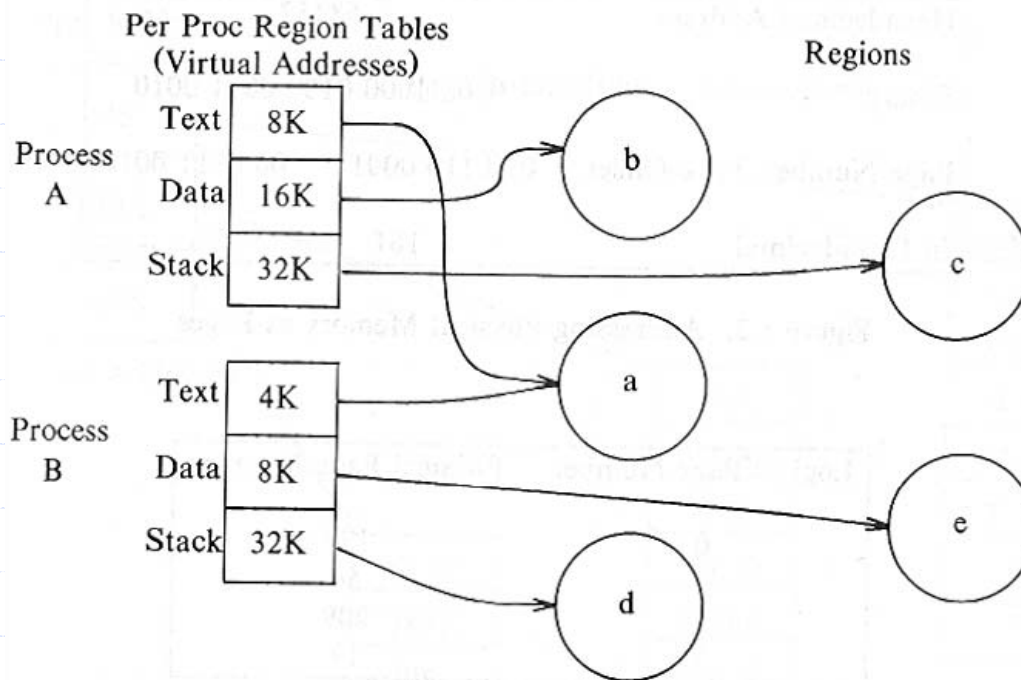 Per Proc Region Tables
(Virtual Addresses)
Regions
Process
A
Text 8K
Data 16K
Stack 32K
b
c
a
Process
B
Text 4K
Data 8K
Stack 32K
e
d